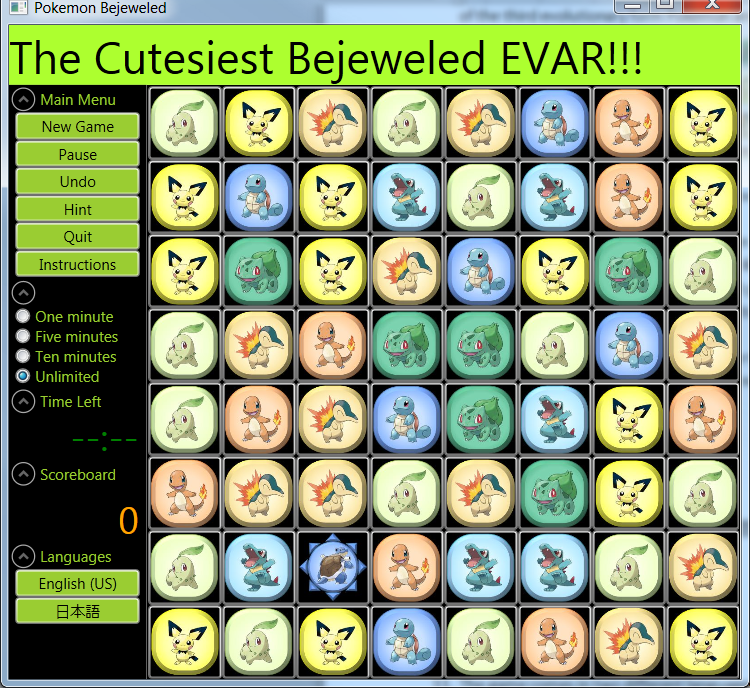 Pokemon Bejeweled
The Cutesiest Bejeweled EVAR!!!
Main Menu
New Game
Pause
Undo
Hint
Quit
Instructions
One minute
Five minutes
Ten minutes
Unlimited
Time Left
--:--
Scoreboard
0
Languages
English (US)
日本語